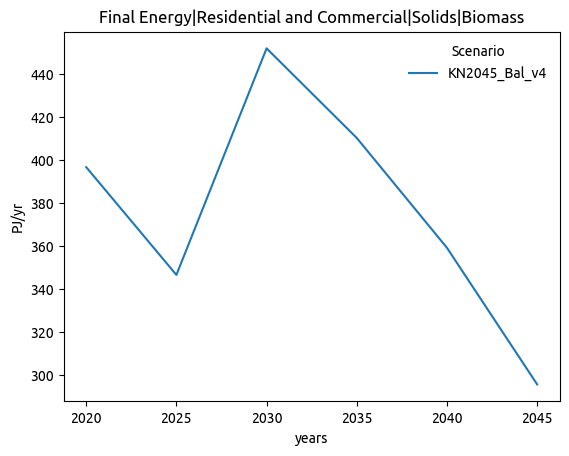 Final Energy|Residential and Commercial|Solids|Biomass
Scenario
KN2045_Bal_v4
PJ/yr
440
420
400
380
360
340
320
300
2020 2025 2030 2035 2040 2045
years